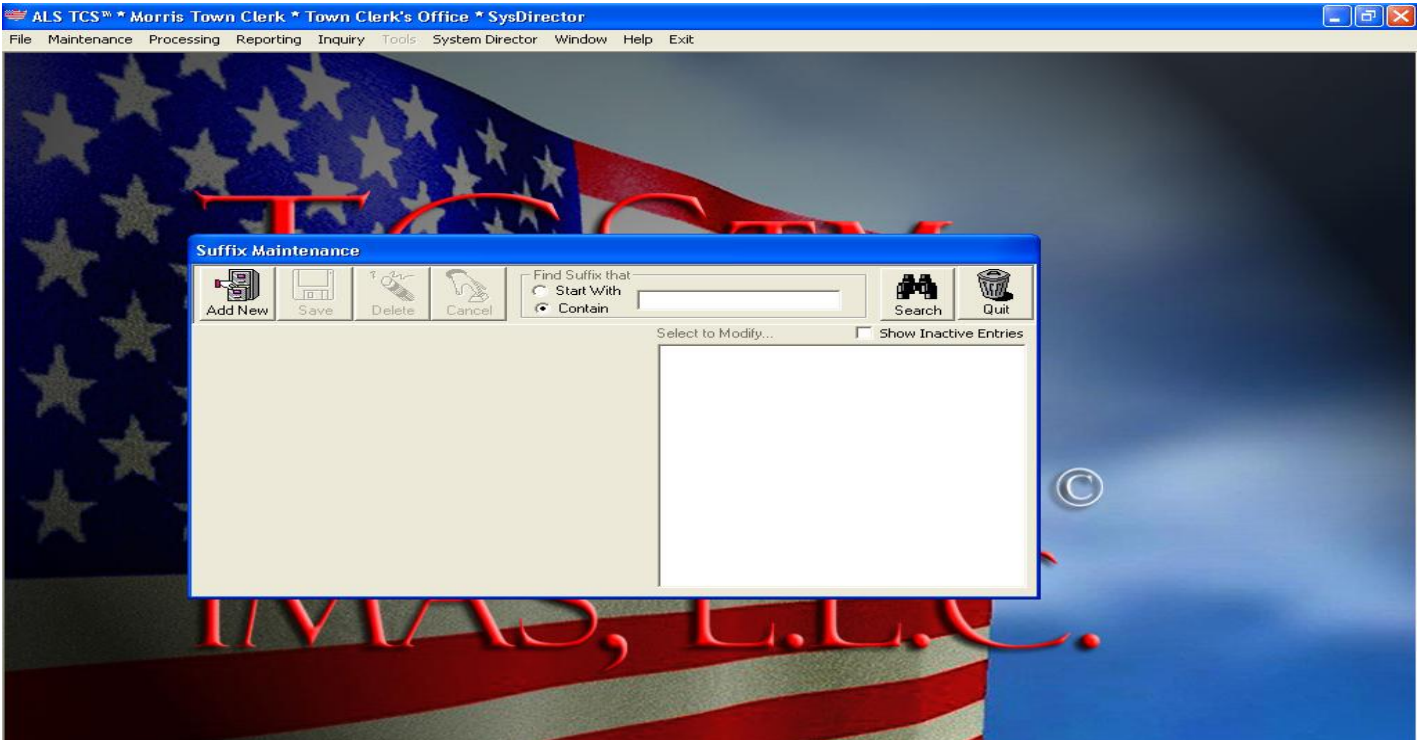 ALS TCS™ * Morris Town Clerk * Town Clerk's Office * SysDirector
File Maintenance Processing Reporting Inquiry Tools System Director Window Help Exit
TCSTM
Suffix Maintenance
Add New Save Delete Cancel
Find Suffix that
Start With
Contain
Search Quit
Select to Modify... Show Inactive Entries
©
IMAS, L.L.C.